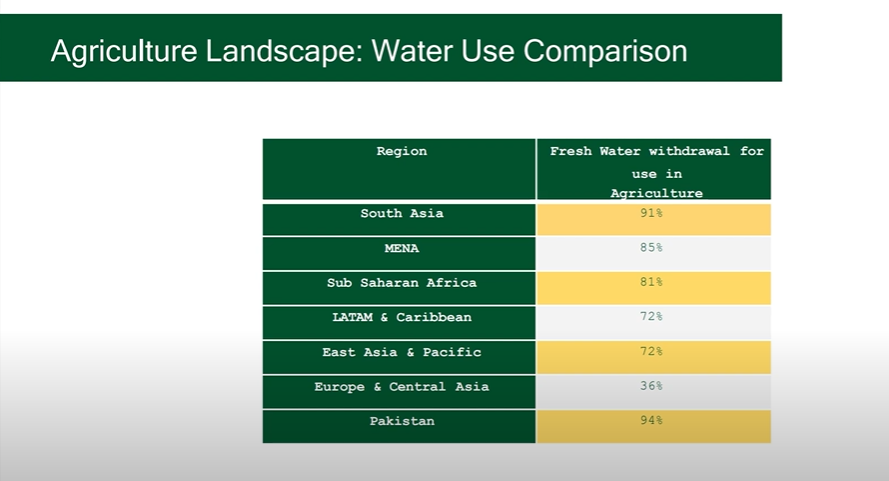 Agriculture Landscape: Water Use Comparison
Region
Fresh Water withdrawal for
use in
Agriculture
South Asia
91%
MENA
85%
Sub Saharan Africa
81%
LATAM & Caribbean
72%
East Asia & Pacific
72%
Europe & Central Asia
36%
Pakistan
94%